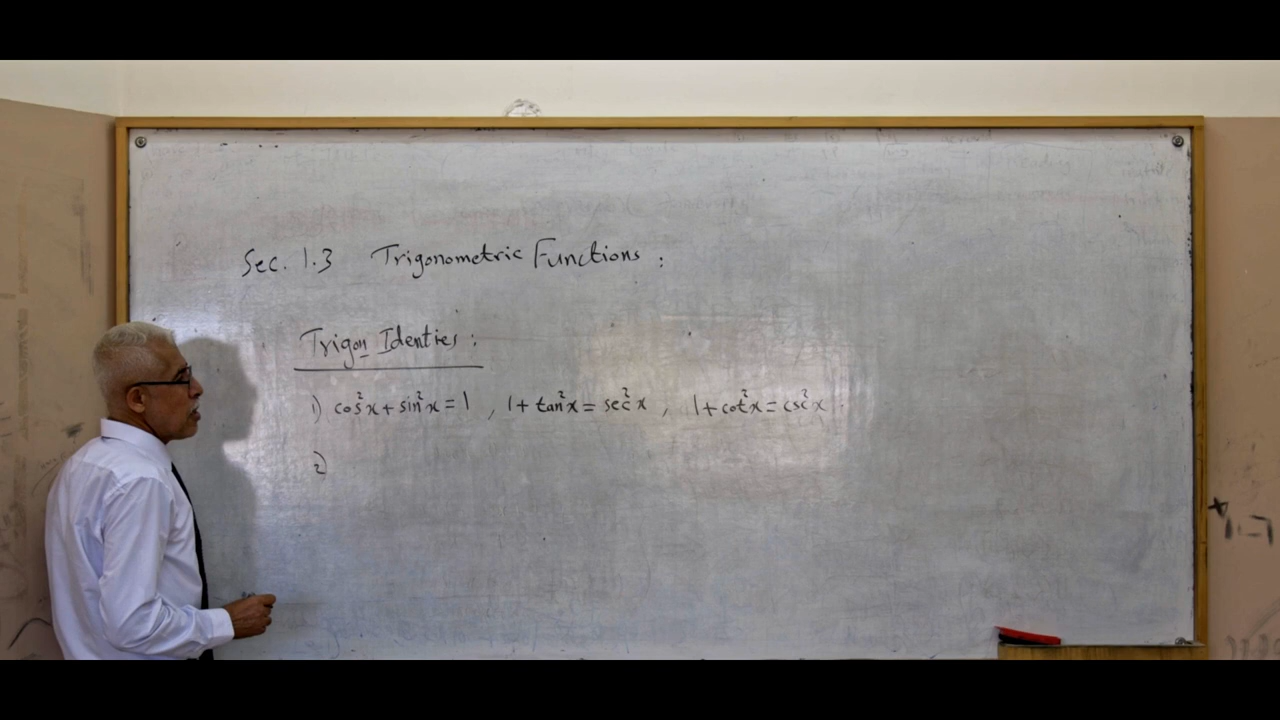 Sec. 1.3 Trigonometric Functions :
Trigon Identies :
1) cos²x + sin²x = 1 , 1 + tan²x = sec²x , 1 + cot²x = csc²x .
2)